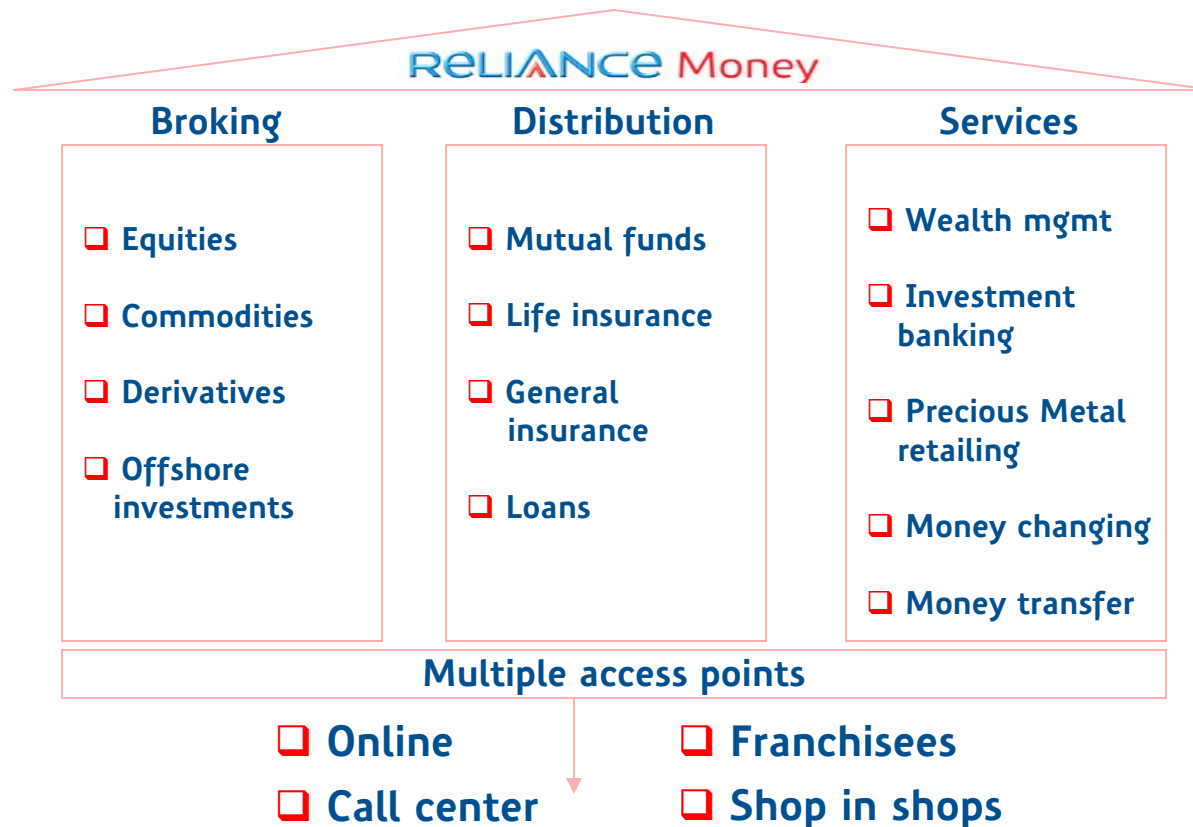 RELIANCE Money
Broking
Equities
Commodities
Derivatives
Offshore
investments
Distribution
Mutual funds
Life insurance
General
insurance
Loans
Services
Wealth mgmt
Investment
banking
Precious Metal
retailing
Money changing
Money transfer
Multiple access points
Online
Call center
Franchisees
Shop in shops